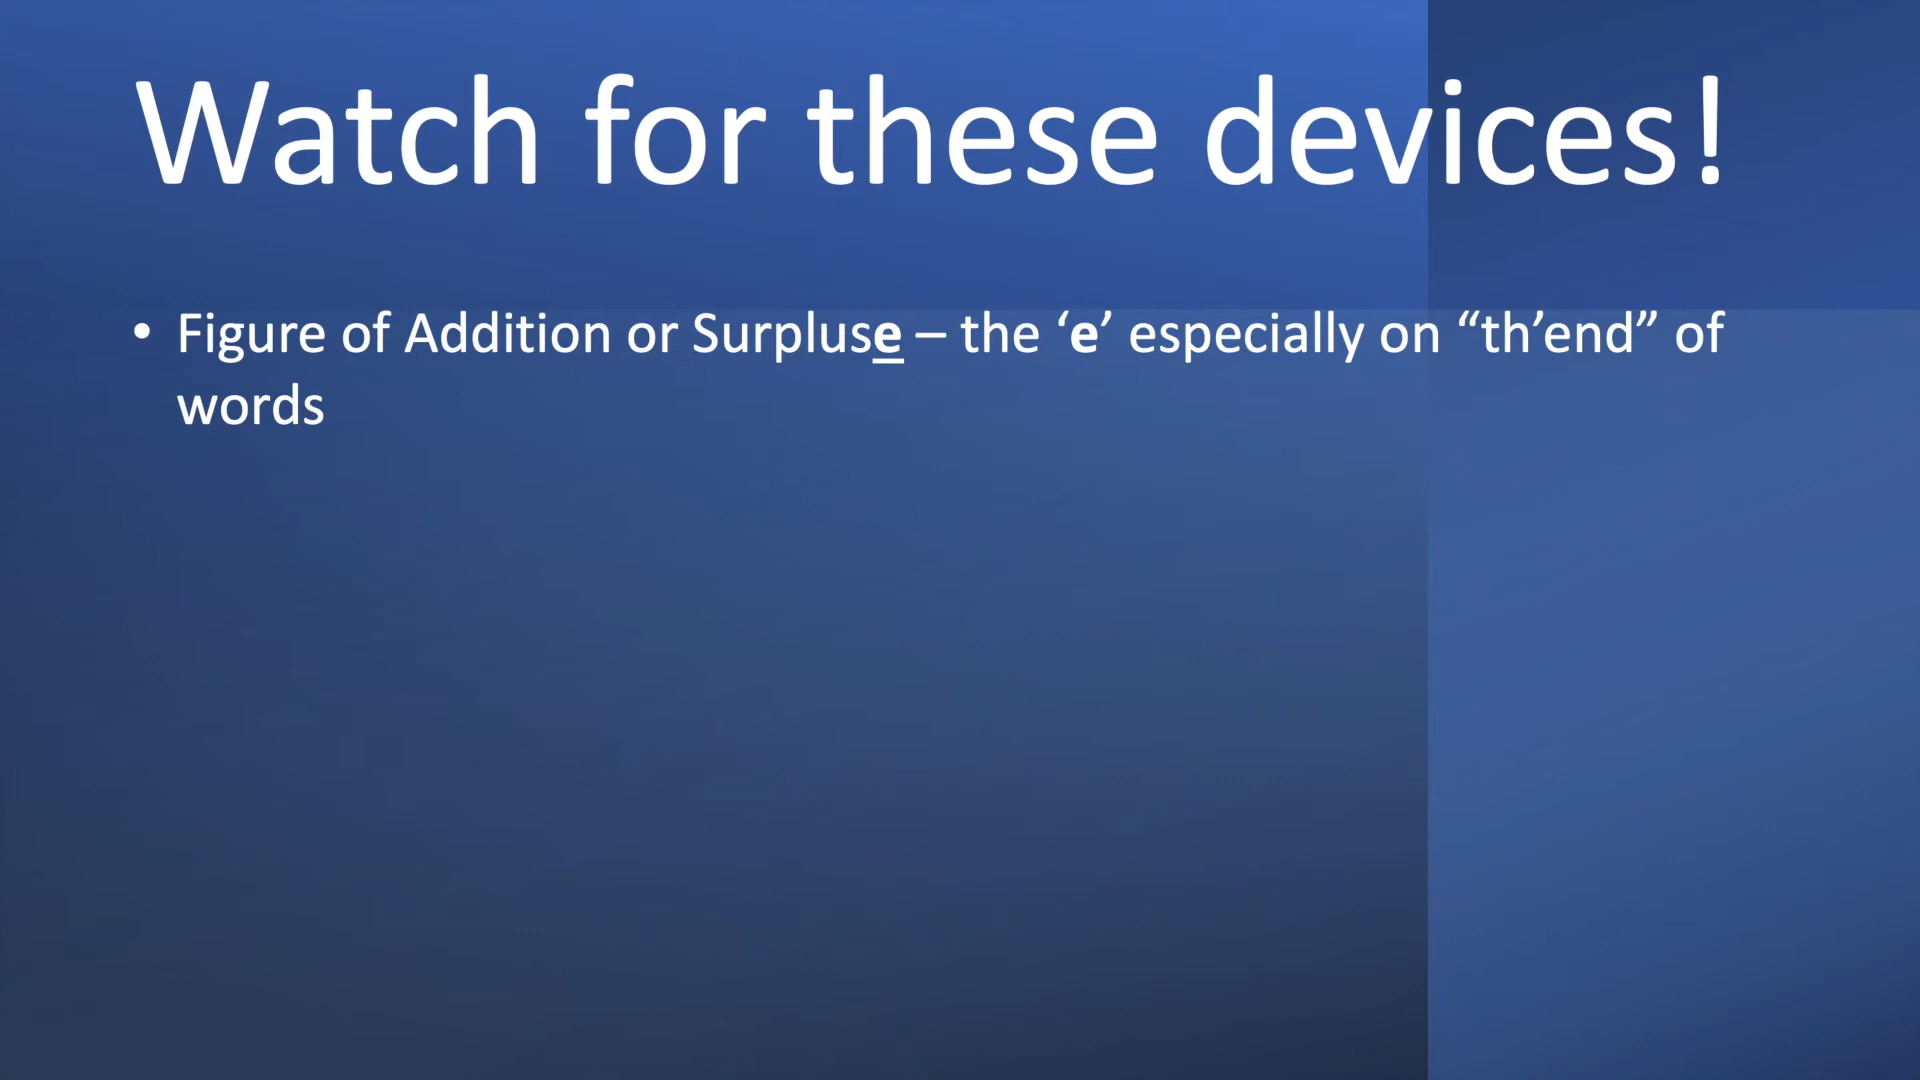 Watch for these devices!
• Figure of Addition or Surpluse – the ‘e’ especially on “th’end” of
words